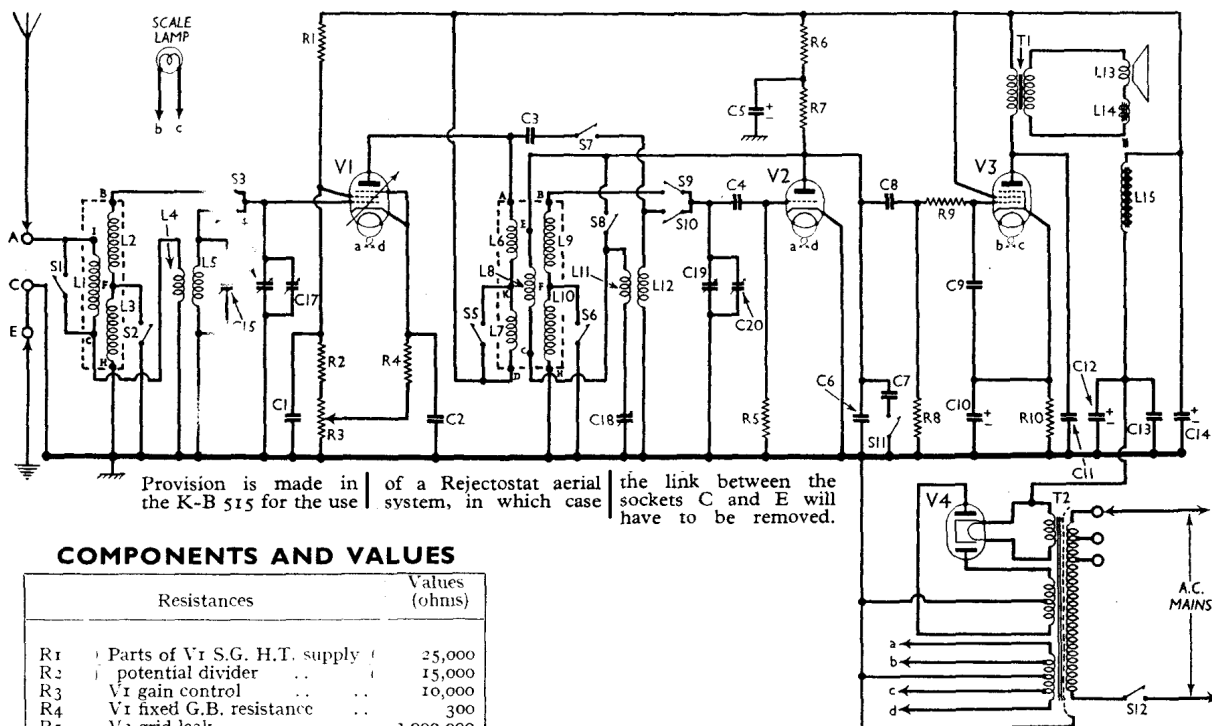 SCALE
LAMP
b c
R1
V1
a d
S3
L4
B
A
C
E
S1
L1
I
L2
F
L3
C
H
S2
L5
C15
C17
C1
R2
R3
R4
C2
C3
S7
A
E
B
L6
L9
L8
K
F
L10
S5
L7
C
D
H
S8
L11
S6
C18
L12
S9
S10
C4
C19
C20
R5
C5
+
-
R6
R7
V2
a d
C6
C7
S11
C8
R9
R8
V3
b c
C9
C10
+
-
R10
C11
T1
L13
L14
L15
C12
+
-
C13
C14
+
-
Provision is made in
the K-B 515 for the use
of a Rejectostat aerial
system, in which case
the link between the
sockets C and E will
have to be removed.
V4
T2
A.C.
MAINS
a
b
c
d
S12
COMPONENTS AND VALUES
Resistances Values
(ohms)
R1 Parts of V1 S.G. H.T. supply 25,000
R2 potential divider .. 15,000
R3 V1 gain control .. .. 10,000
R4 V1 fixed G.B. resistance .. 300
grid leak